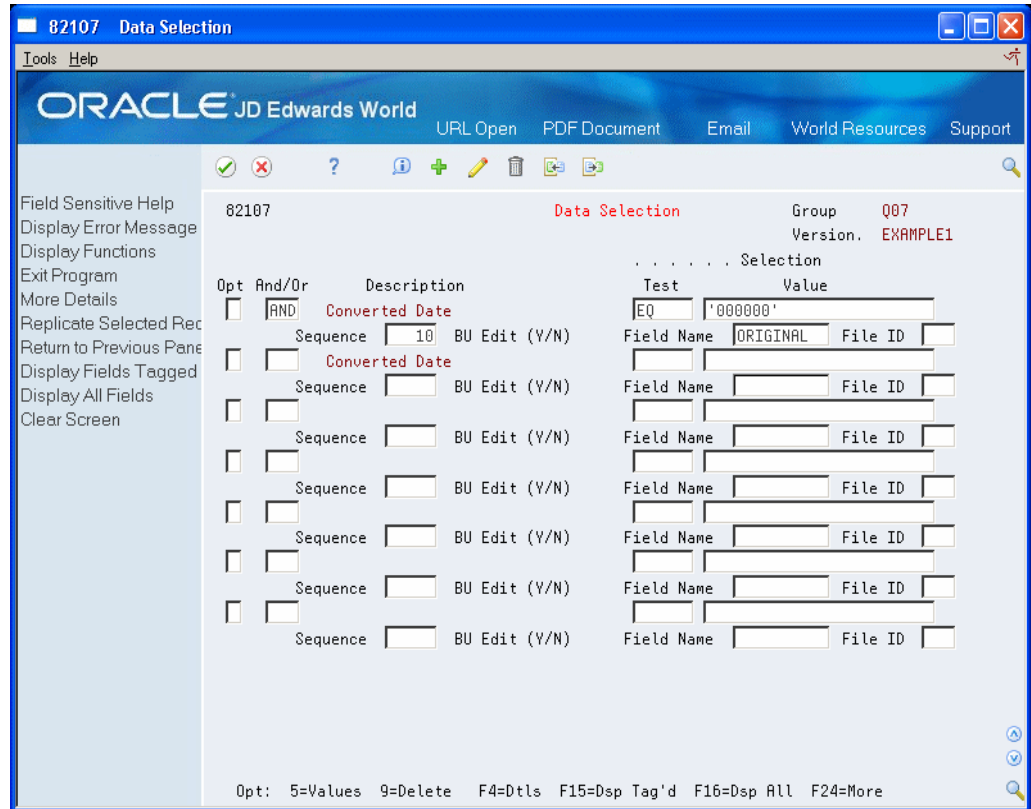 82107 Data Selection
Tools Help
ORACLE JD Edwards World
URL Open PDF Document Email World Resources Support
Field Sensitive Help
Display Error Message
Display Functions
Exit Program
More Details
Replicate Selected Rec
Return to Previous Pane
Display Fields Tagged
Display All Fields
Clear Screen
82107 Data Selection Group Q07
Version. EXAMPLE1
. . . . . . Selection
Opt And/Or Description Test Value
AND Converted Date EQ '000000'
Sequence 10 BU Edit (Y/N) Field Name ORIGINAL File ID
Converted Date
Sequence BU Edit (Y/N) Field Name File ID
Sequence BU Edit (Y/N) Field Name File ID
Sequence BU Edit (Y/N) Field Name File ID
Sequence BU Edit (Y/N) Field Name File ID
Sequence BU Edit (Y/N) Field Name File ID
Sequence BU Edit (Y/N) Field Name File ID
Opt: 5=Values 9=Delete F4=Dtls F15=Dsp Tag'd F16=Dsp All F24=More